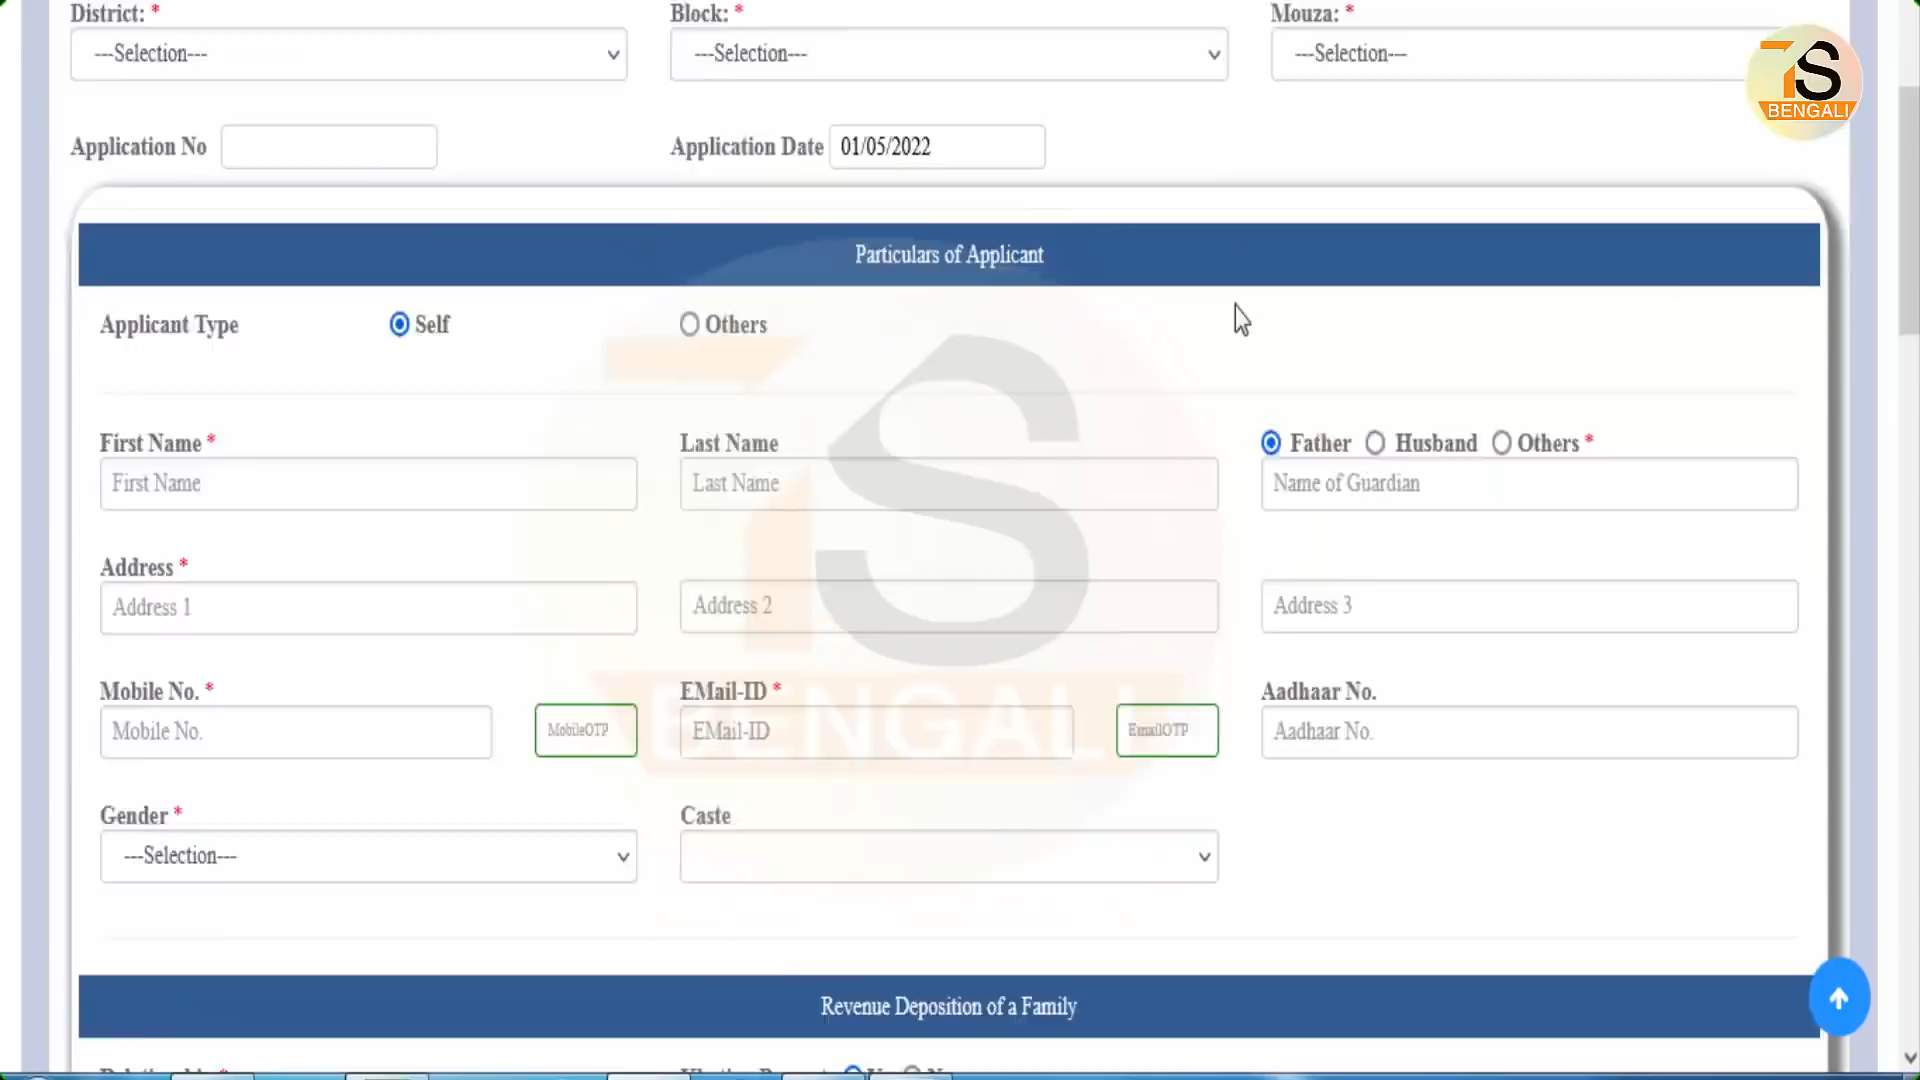 District: * Block: * Mouza: *
---Selection--- ---Selection--- ---Selection---
7S
BENGALI
Application No Application Date 01/05/2022
Particulars of Applicant
Applicant Type Self Others
First Name * Last Name Father Husband Others *
First Name Last Name Name of Guardian
Address *
Address 1 Address 2 Address 3
Mobile No. * EMail-ID * Aadhaar No.
Mobile No. MobileOTP EMail-ID EmailOTP Aadhaar No.
Gender * Caste
---Selection---
7S
BENGALI
Revenue Deposition of a Family